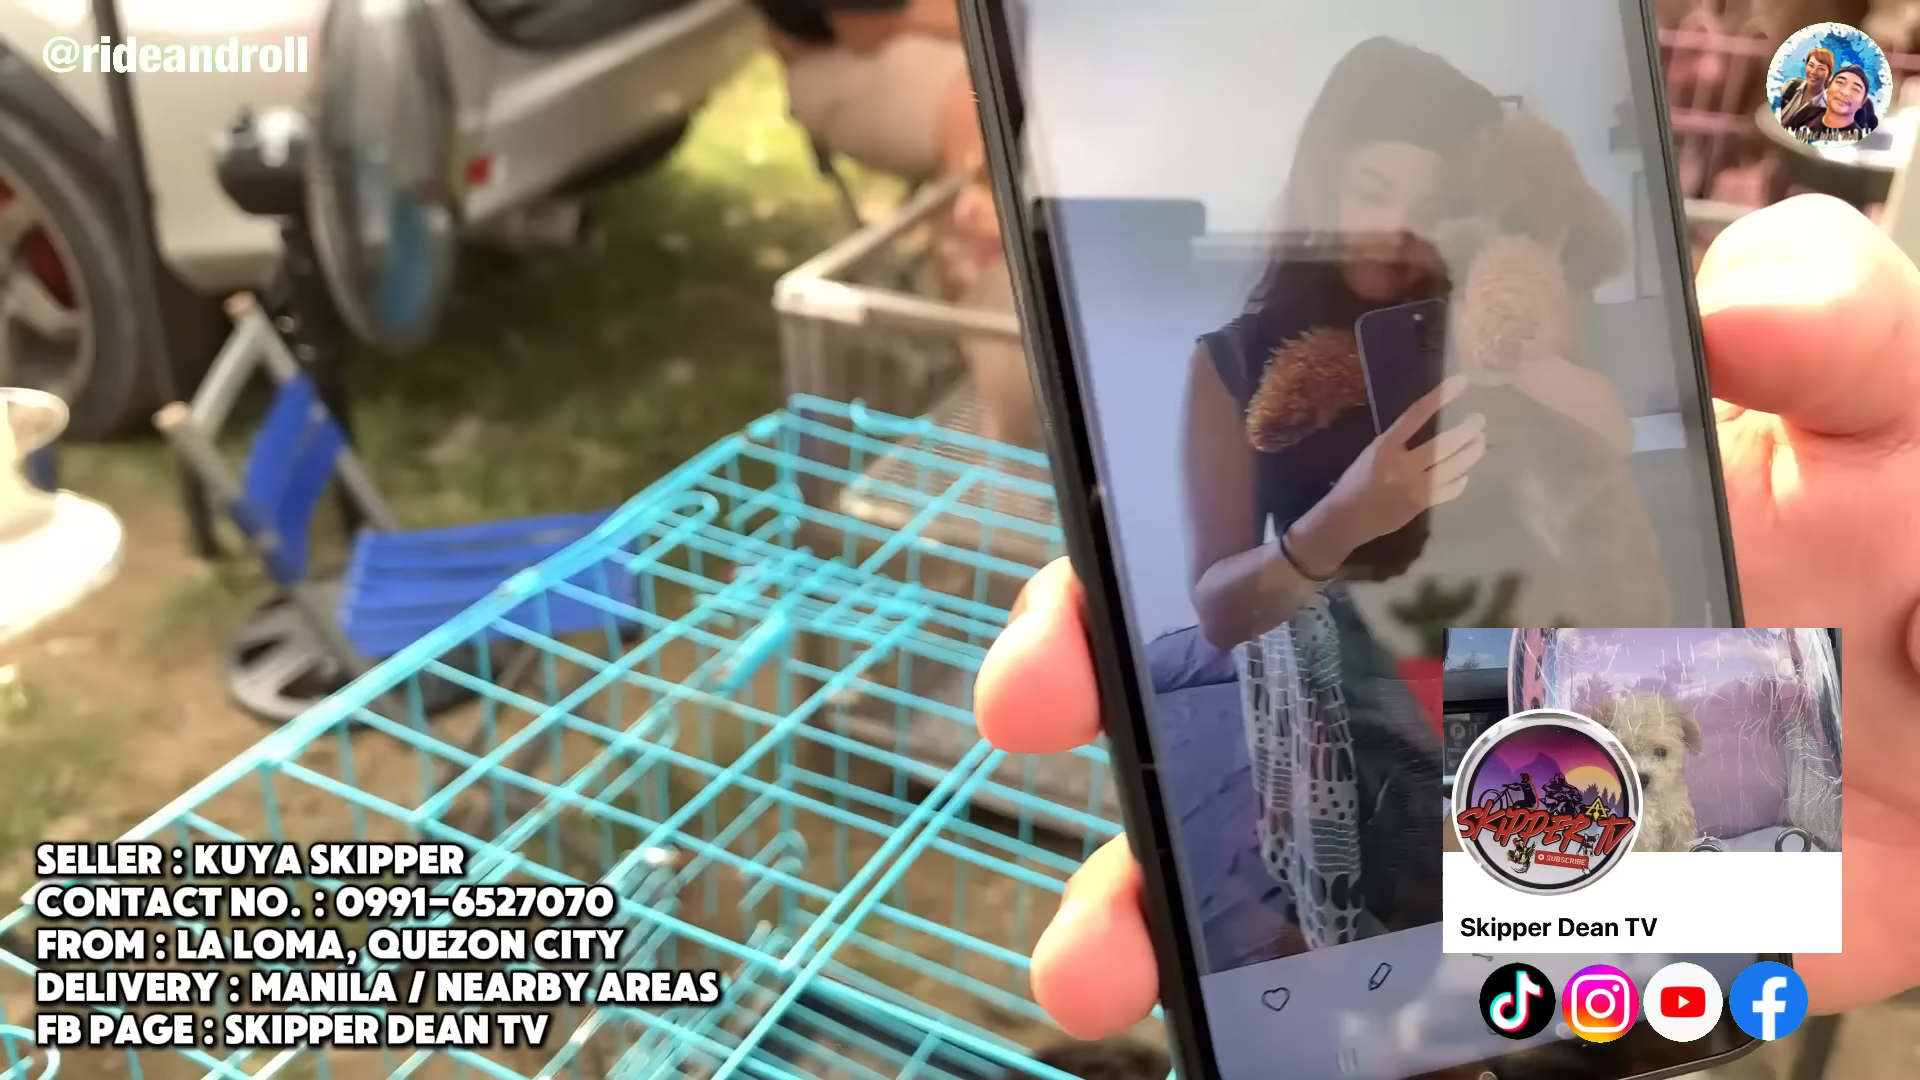 @rideandroll
SELLER : KUYA SKIPPER
CONTACT NO. : 0991-6527070
FROM : LA LOMA, QUEZON CITY
DELIVERY : MANILA / NEARBY AREAS
FB PAGE : SKIPPER DEAN TV
SKIPPER TV
SUBSCRIBE
Skipper Dean TV